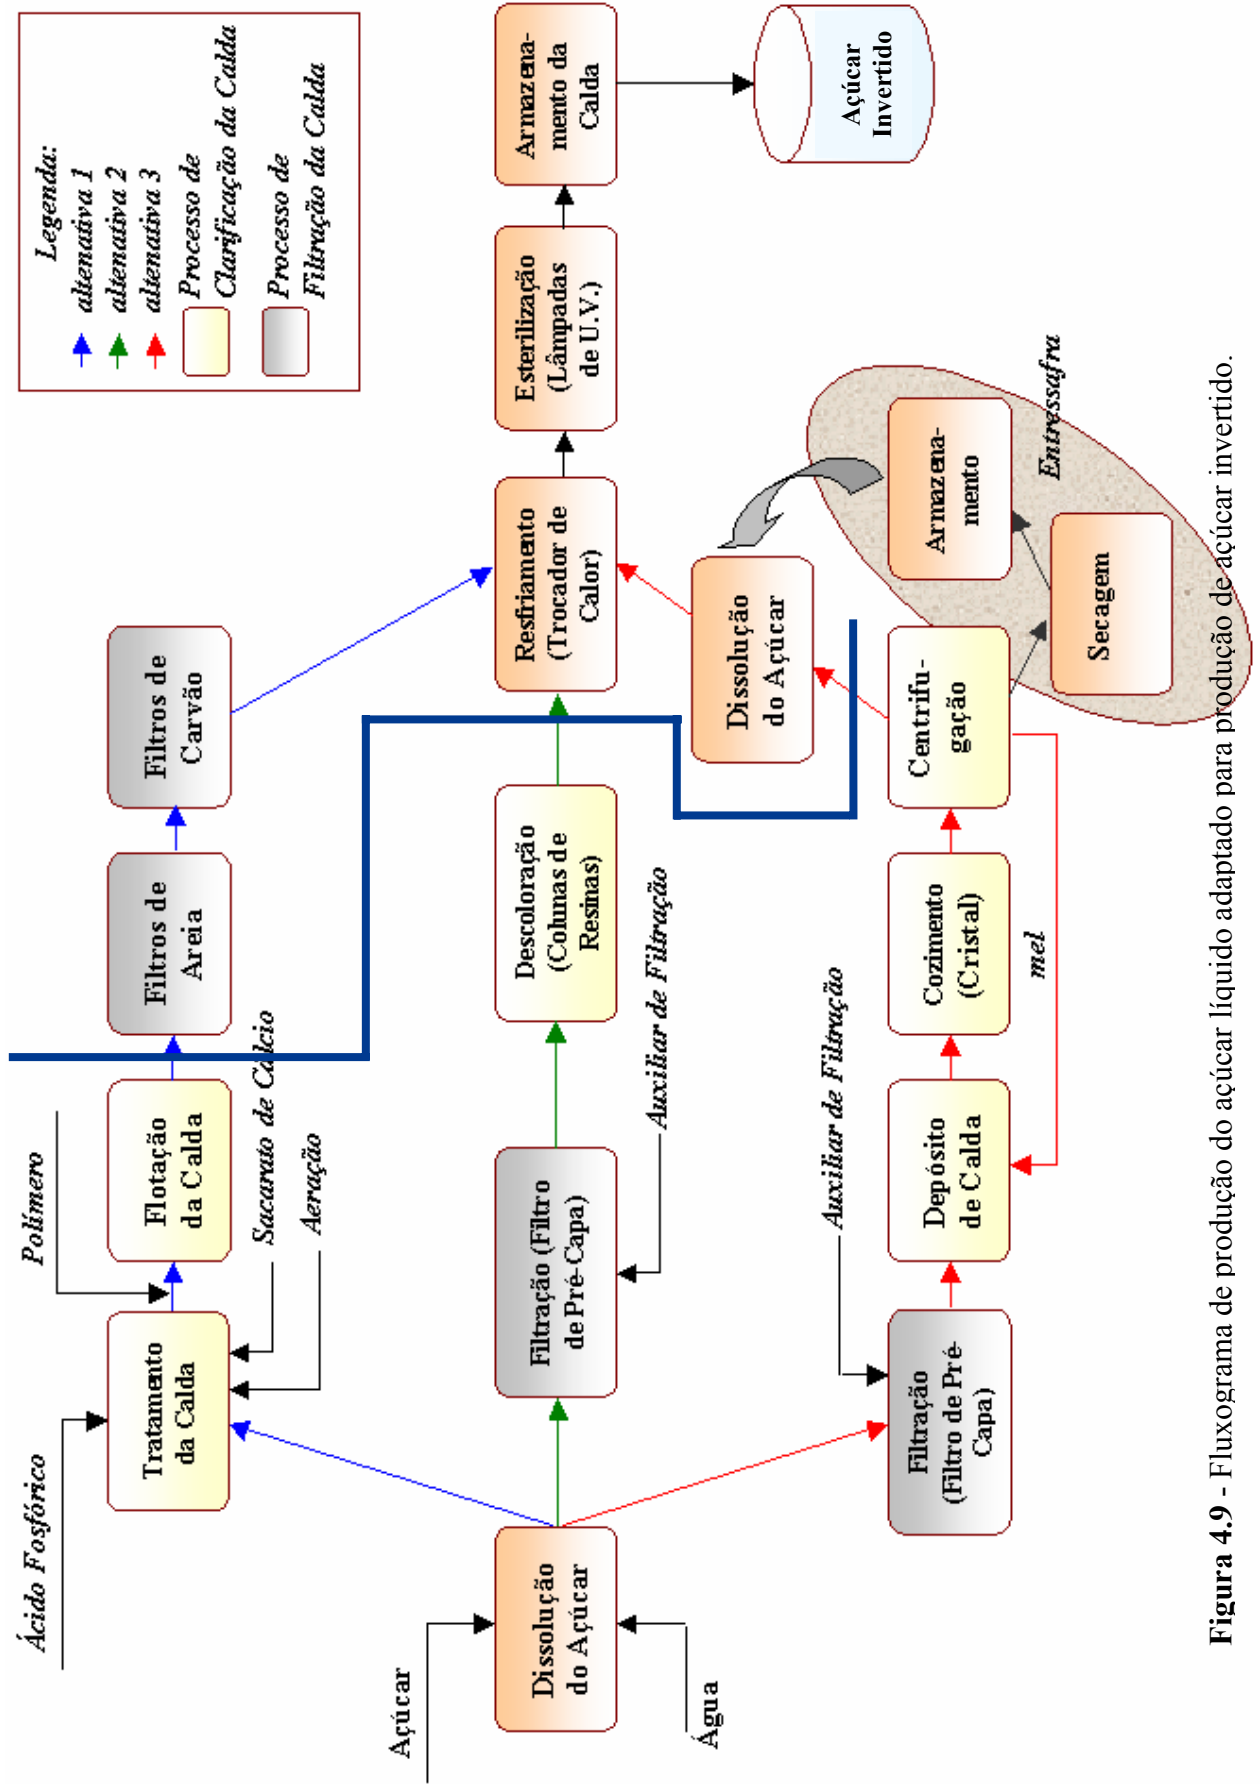 Legenda:
altenativa 1
altenativa 2
altenativa 3
Processo de
Clarificação da Calda
Processo de
Filtração da Calda
Ácido Fosfórico
Polímero
Tratamento
da Calda
Flotação
da Calda
Filtros de
Areia
Filtros de
Carvão
Sacarato de Cálcio
Aeração
Açúcar
Dissolução
do Açúcar
Água
Filtração (Filtro
de Pré-Capa)
Descoloração
(Colunas de
Resinas)
Auxiliar de Filtração
Resfriamento
(Trocador de
Calor)
Esterilização
(Lâmpadas
de U.V.)
Armazena-
mento da
Calda
Açúcar
Invertido
Dissolução
do Açúcar
Auxiliar de Filtração
Filtração
(Filtro de Pré-
Capa)
Depósito
de Calda
Cozimento
(Cristal)
Centrifu-
gação
mel
Armazena-
mento
Secagem
Entressafra
Figura 4.9 - Fluxograma de produção do açúcar líquido adaptado para produção de açúcar invertido.